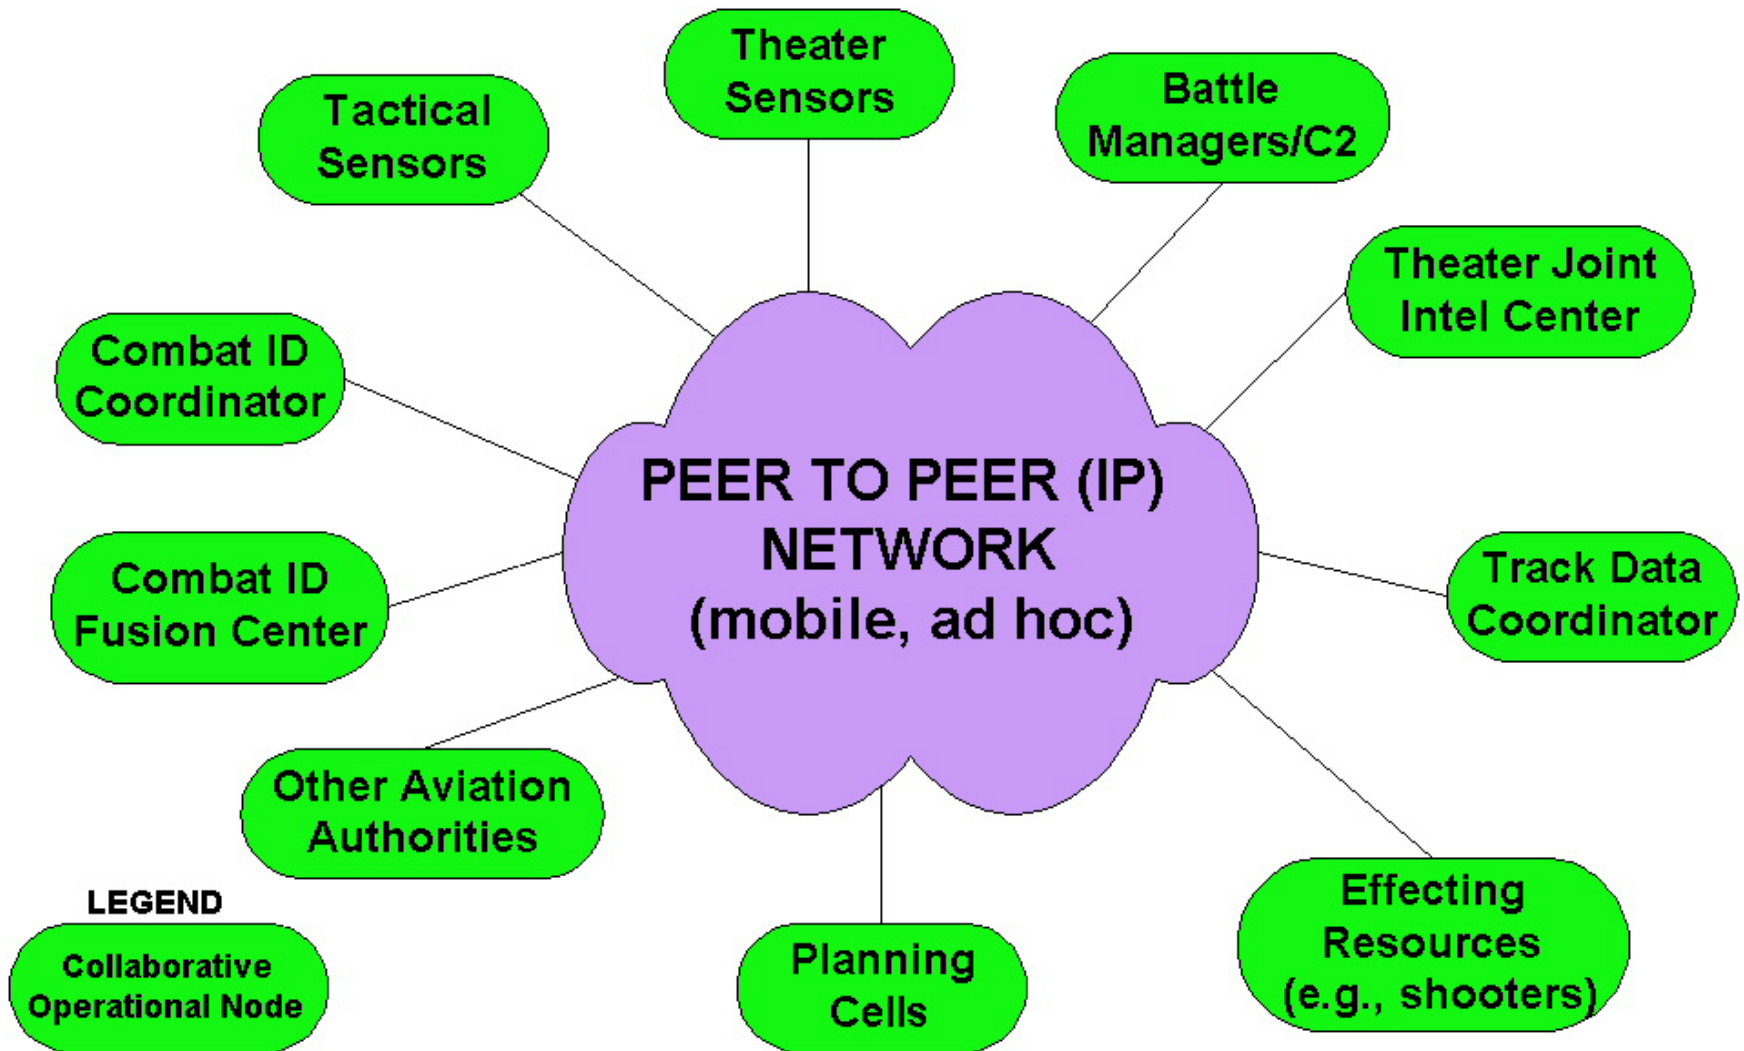 Theater
Sensors
Tactical
Sensors
Battle
Managers/C2
Theater Joint
Intel Center
Combat ID
Coordinator
PEER TO PEER (IP)
NETWORK
(mobile, ad hoc)
Combat ID
Fusion Center
Track Data
Coordinator
Other Aviation
Authorities
Effecting
Resources
(e.g., shooters)
Planning
Cells
LEGEND
Collaborative
Operational Node